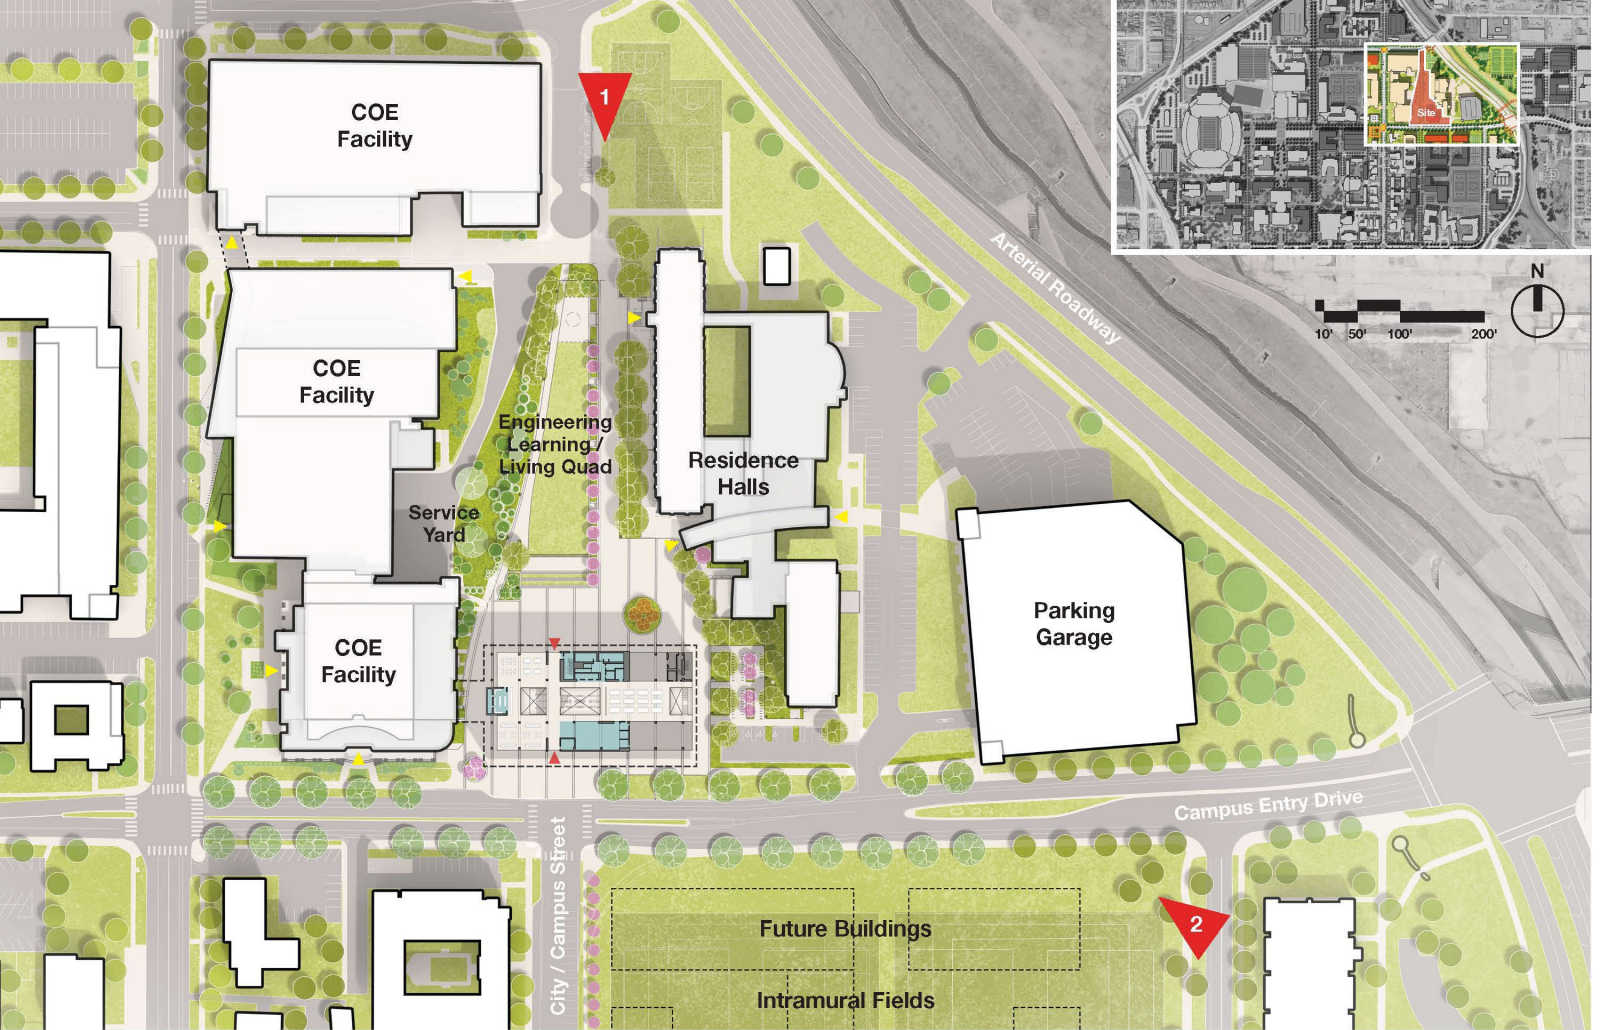 COE
Facility
1
Site
N
10' 50' 100' 200'
Arterial Roadway
COE
Facility
Engineering
Learning /
Living Quad
Residence
Halls
Service
Yard
Parking
Garage
COE
Facility
Campus Entry Drive
City / Campus Street
Future Buildings
2
Intramural Fields